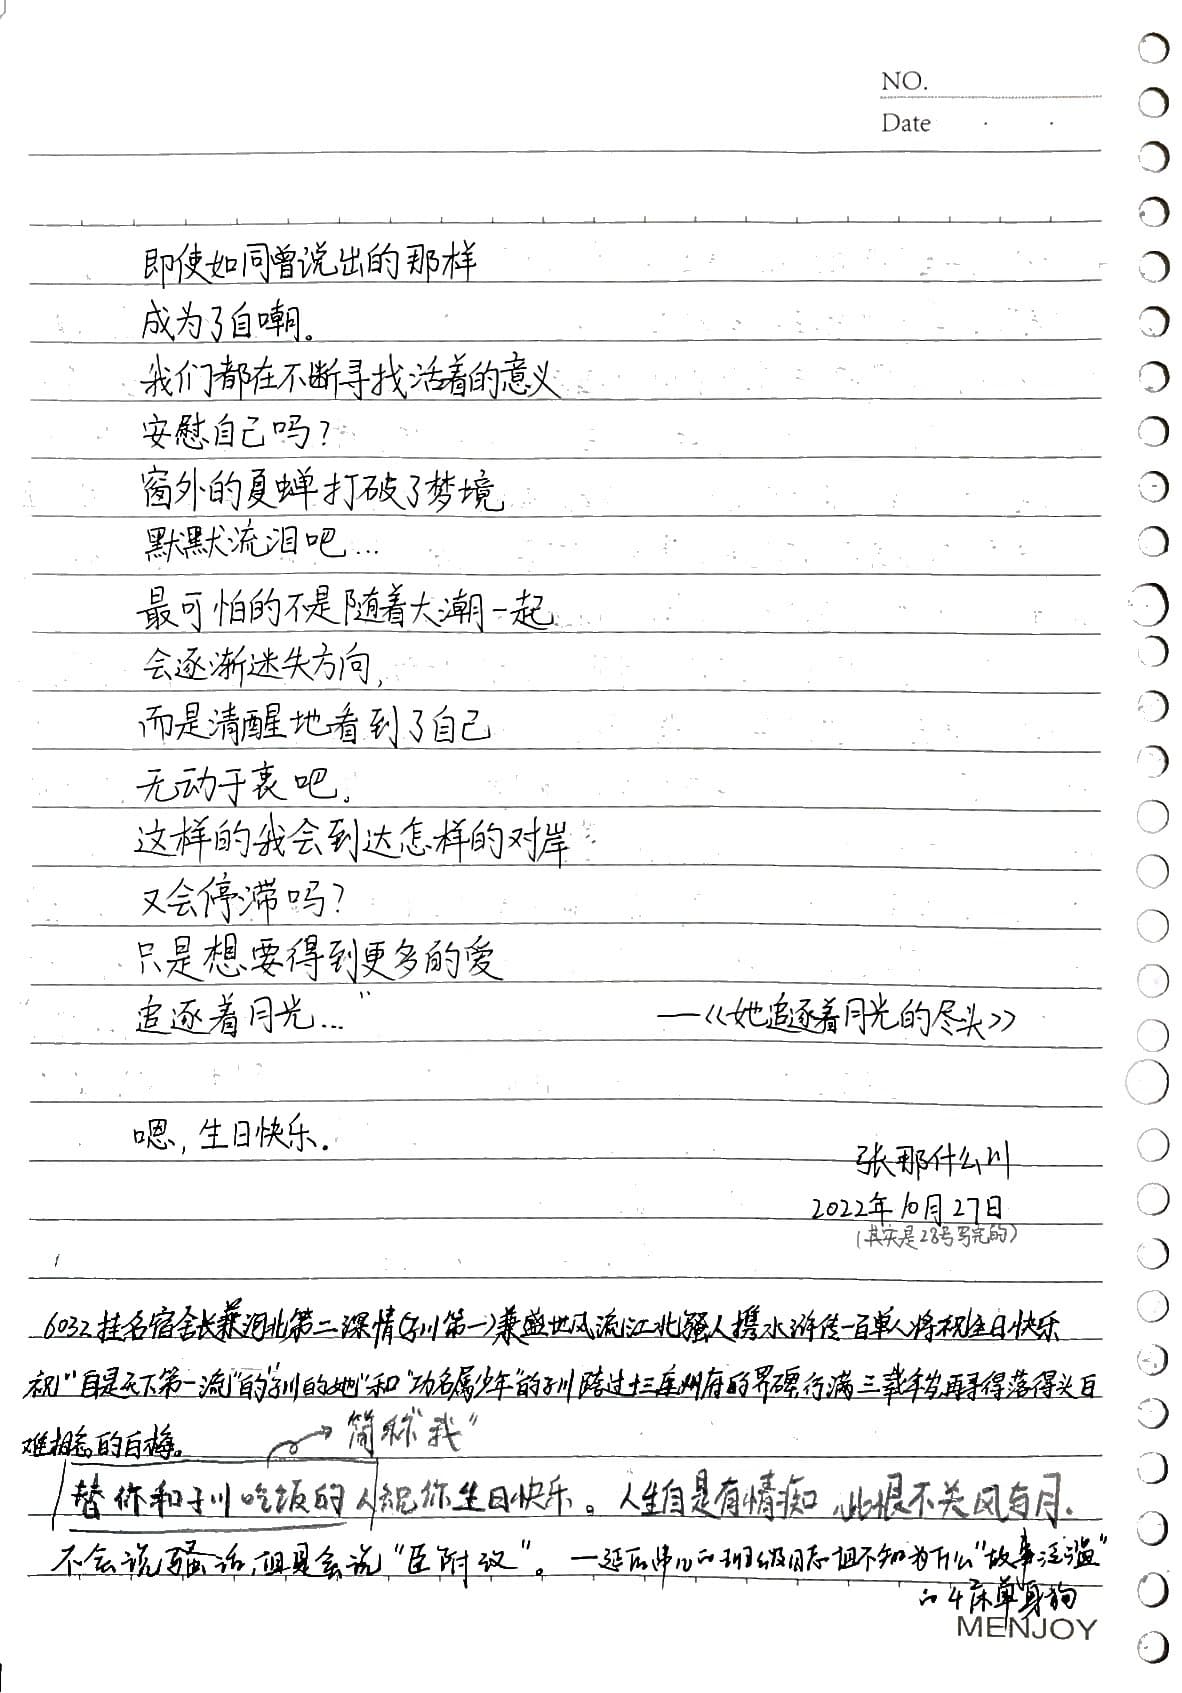 NO.
Date
即使如同曾说出的那样
成为了自嘲。
我们都在不断寻找活着的意义
安慰自己吗?
窗外的夏蝉打破了梦境
默默流泪吧...
最可怕的不是随着大潮一起
会逐渐迷失方向,
而是清醒地看到了自己
无动于衷吧。
这样的我会到达怎样的对岸
又会停滞吗?
只是想要得到更多的爱
追逐着月光..."
—《她追逐着月光的尽头》
嗯,生日快乐.
张那什么川
2022年10月27日
(其实是28号写完的)
6032挂名宿舍长兼河北第二深情(子川第一)兼盛世风流江北骚人携水浒传一百单八将祝生日快乐
祝"自是天下第一流"的"子川的她"和"功名属少年"的子川跨过十三座州府的界碑行满三载 再寻得落得头白
难相忘的白梅。
简称"我"
替你和子川吃饭的人祝你生日快乐。人生自是有情痴 此恨不关风与月.
不会说骚话,但是会说"臣附议"。 —延后 的班级日志 但不知为什么"故事泛滥"
的4床单身狗
MENJOY